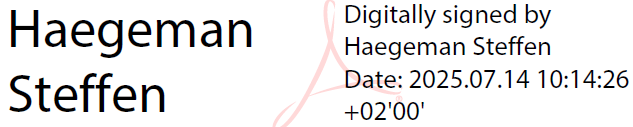 Haegeman
Steffen
Digitally signed by
Haegeman Steffen
Date: 2025.07.14 10:14:26
+02'00'